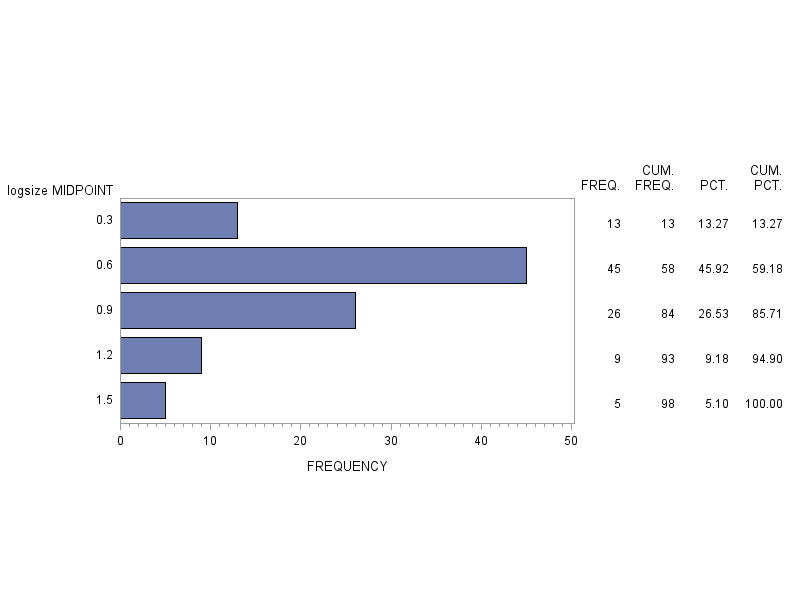 CUM. CUM.
logsize MIDPOINT FREQ. FREQ. PCT. PCT.
0.3 13 13 13.27 13.27
0.6 45 58 45.92 59.18
0.9 26 84 26.53 85.71
1.2 9 93 9.18 94.90
1.5 5 98 5.10 100.00
0 10 20 30 40 50
FREQUENCY